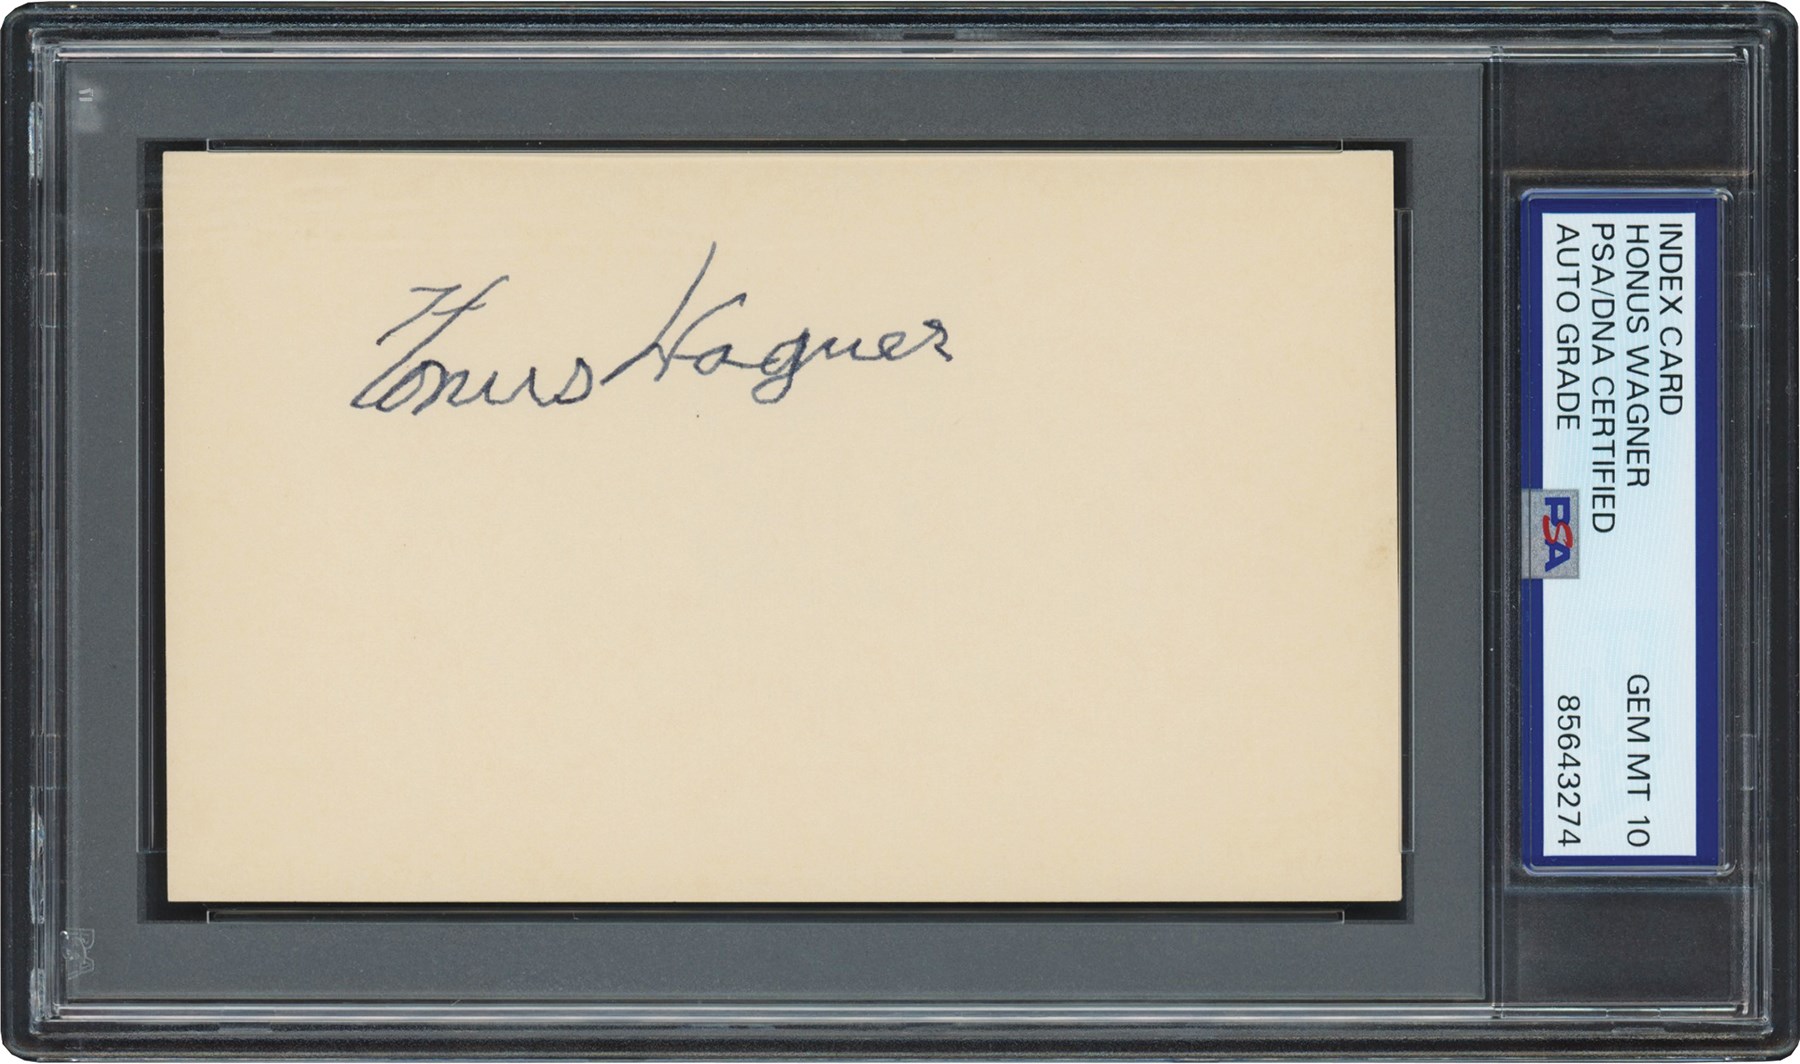 Honus Wagner
INDEX CARD
HONUS WAGNER
PSA/DNA CERTIFIED
AUTO GRADE
GEM MT 10
85643274
PSA